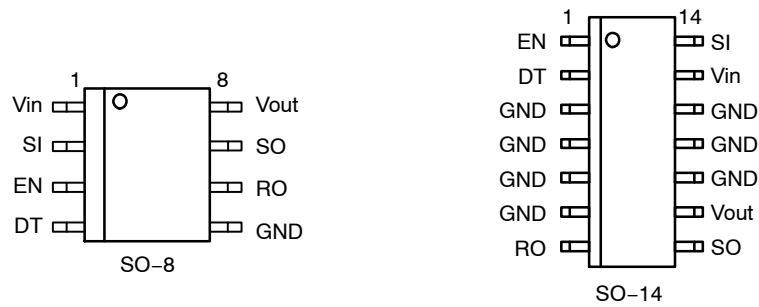 1 8
Vin Vout
SI SO
EN RO
DT GND
SO−8
1 14
EN SI
DT Vin
GND GND
GND GND
GND GND
GND Vout
RO SO
SO−14